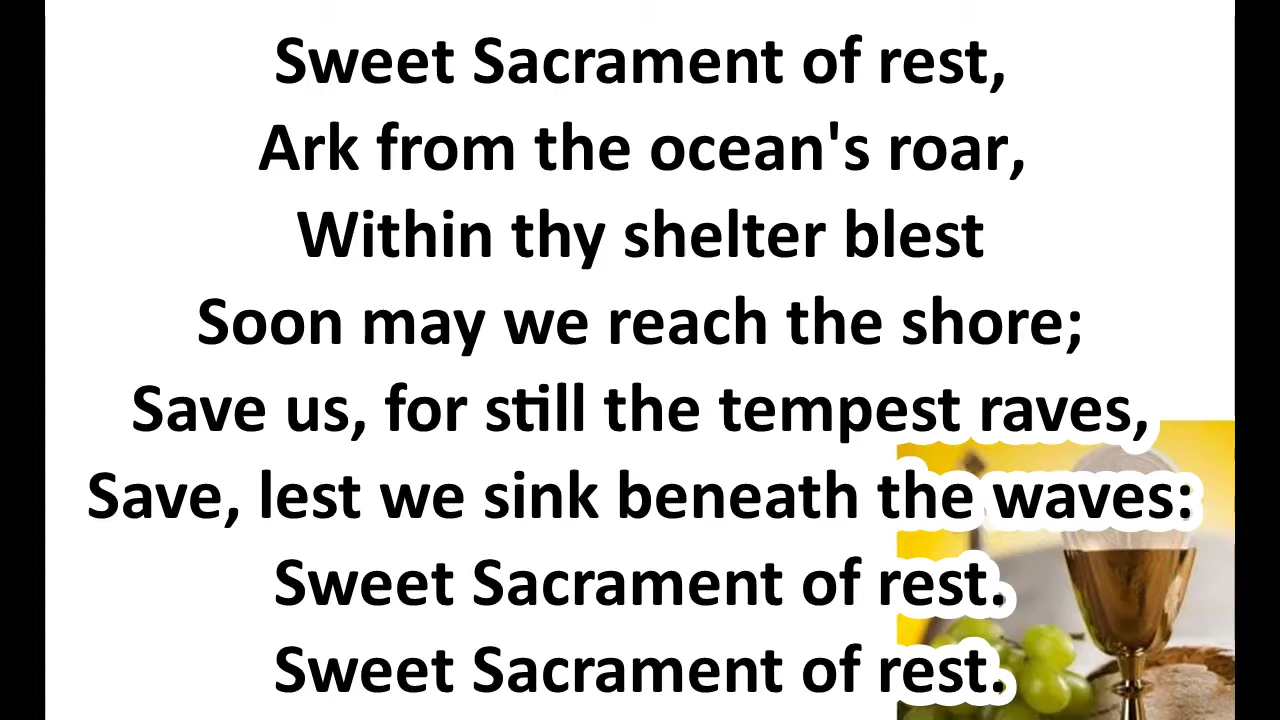 Sweet Sacrament of rest,
Ark from the ocean's roar,
Within thy shelter blest
Soon may we reach the shore;
Save us, for still the tempest raves,
Save, lest we sink beneath the waves:
Sweet Sacrament of rest.
Sweet Sacrament of rest.